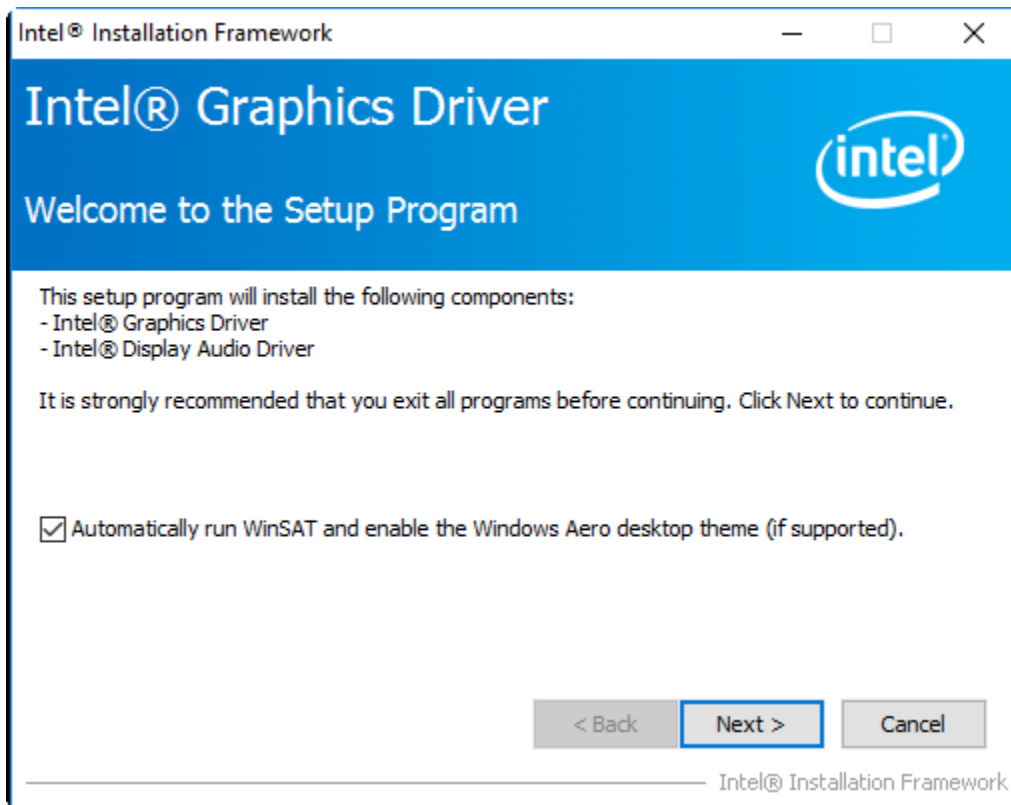 Intel® Installation Framework
Intel® Graphics Driver
intel®
Welcome to the Setup Program
This setup program will install the following components:
- Intel® Graphics Driver
- Intel® Display Audio Driver
It is strongly recommended that you exit all programs before continuing. Click Next to continue.
Automatically run WinSAT and enable the Windows Aero desktop theme (if supported).
< Back Next > Cancel
Intel® Installation Framework